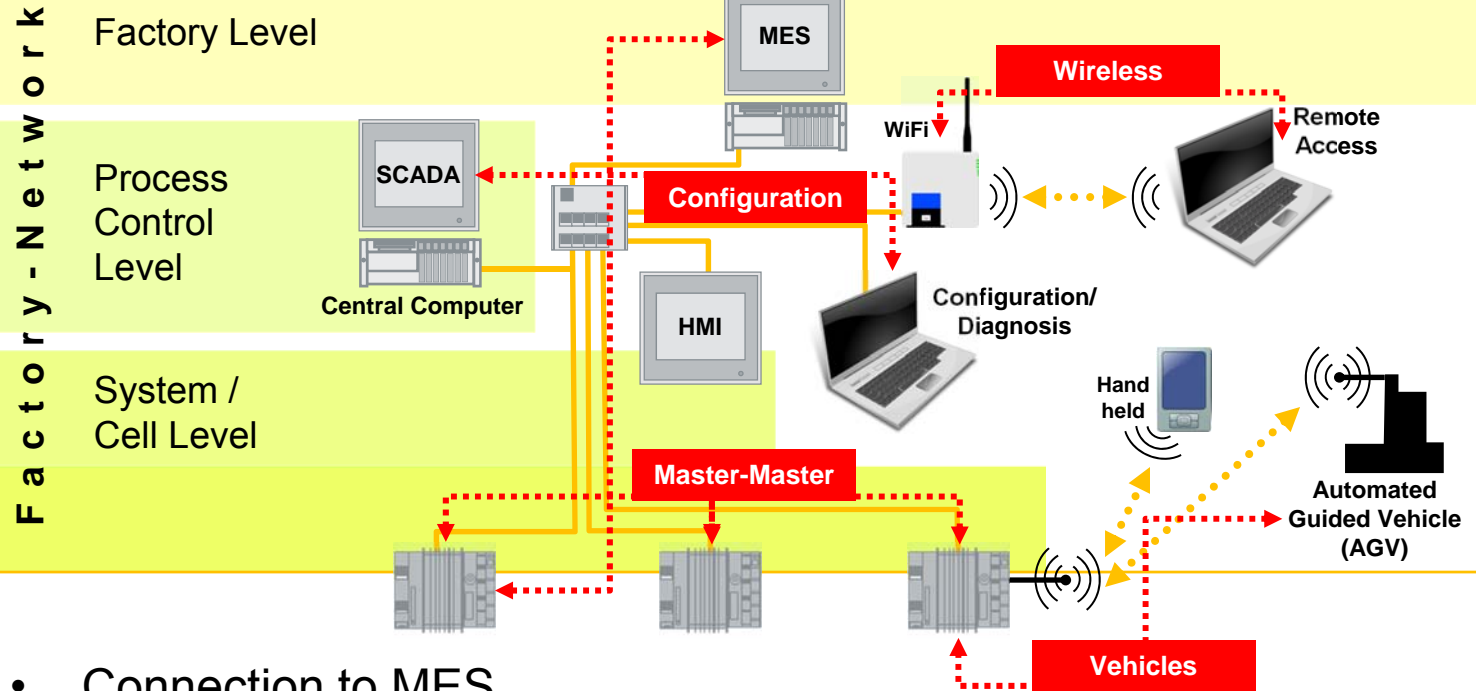 Factory-Network
Factory Level
MES
Wireless
WiFi
Remote
Access
Process
Control
Level
SCADA
Configuration
Central Computer
HMI
Configuration/
Diagnosis
System /
Cell Level
Hand
held
Master-Master
Automated
Guided Vehicle
(AGV)
Vehicles
• Connection to MES